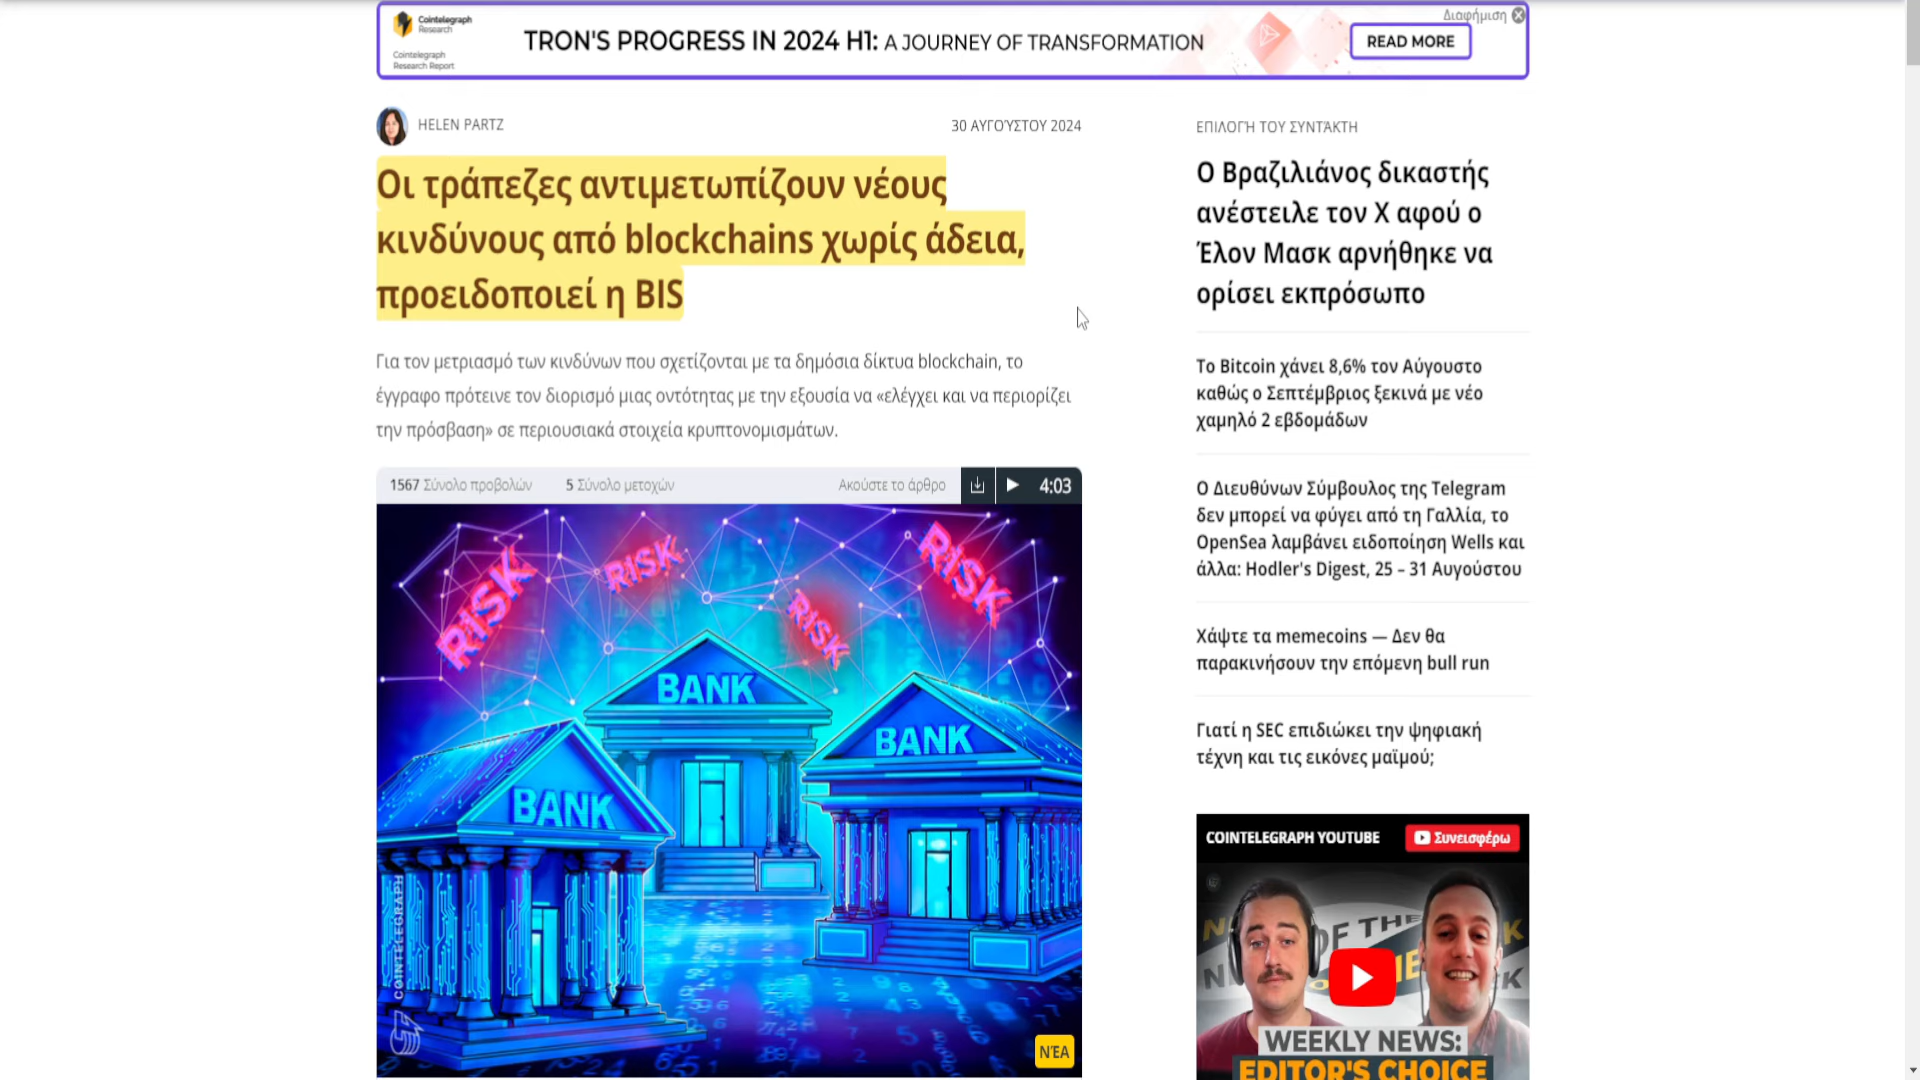 Cointelegraph
Research
Cointelegraph
Research Report
TRON'S PROGRESS IN 2024 H1: A JOURNEY OF TRANSFORMATION
READ MORE
Διαφήμιση
HELEN PARTZ
30 ΑΥΓΟΎΣΤΟΥ 2024
Οι τράπεζες αντιμετωπίζουν νέους
κινδύνους από blockchains χωρίς άδεια,
προειδοποιεί η BIS
Για τον μετριασμό των κινδύνων που σχετίζονται με τα δημόσια δίκτυα blockchain, το
έγγραφο πρότεινε τον διορισμό μιας οντότητας με την εξουσία να «ελέγχει και να περιορίζει
την πρόσβαση» σε περιουσιακά στοιχεία κρυπτονομισμάτων.
1567 Σύνολο προβολών
5 Σύνολο μετοχών
Ακούστε το άρθρο
4:03
RISK
RISK
RISK
RISK
BANK
BANK
BANK
COINTELEGRAPH
ΝΈΑ
ΕΠΙΛΟΓΉ ΤΟΥ ΣΥΝΤΆΚΤΗ
Ο Βραζιλιάνος δικαστής
ανέστειλε τον X αφού ο
Έλον Μασκ αρνήθηκε να
ορίσει εκπρόσωπο
Το Bitcoin χάνει 8,6% τον Αύγουστο
καθώς ο Σεπτέμβριος ξεκινά με νέο
χαμηλό 2 εβδομάδων
Ο Διευθύνων Σύμβουλος της Telegram
δεν μπορεί να φύγει από τη Γαλλία, το
OpenSea λαμβάνει ειδοποίηση Wells και
άλλα: Hodler's Digest, 25 – 31 Αυγούστου
Χάψτε τα memecoins — Δεν θα
παρακινήσουν την επόμενη bull run
Γιατί η SEC επιδιώκει την ψηφιακή
τέχνη και τις εικόνες μαϊμού;
COINTELEGRAPH YOUTUBE
Συνεισφέρω
OF THE
WEEKLY NEWS:
EDITOR'S CHOICE